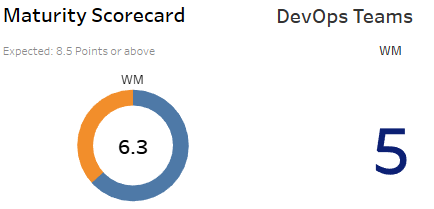 Maturity Scorecard
Expected: 8.5 Points or above
WM
6.3
DevOps Teams
WM
5